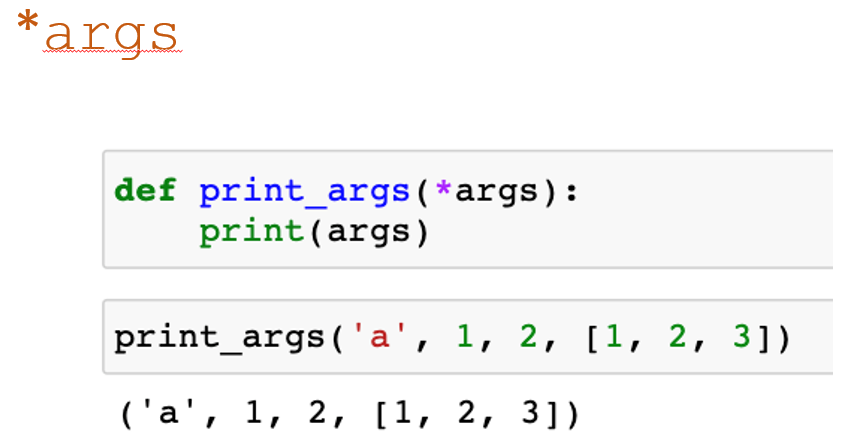 *args
def print_args(*args):
    print(args)
print_args('a', 1, 2, [1, 2, 3])
('a', 1, 2, [1, 2, 3])